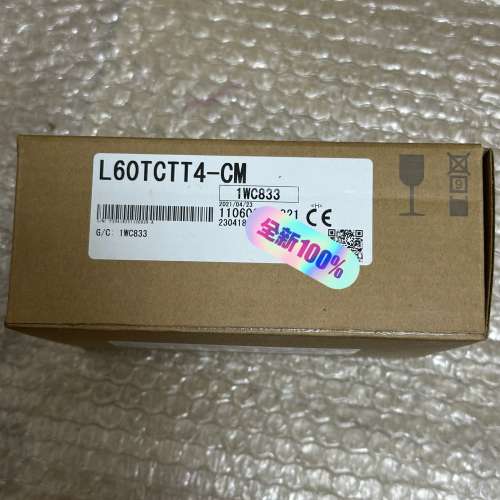 L60TCTT4-CM
1WC833
2021/04/23
<H>
G/C: 1WC833
CE
全新100%